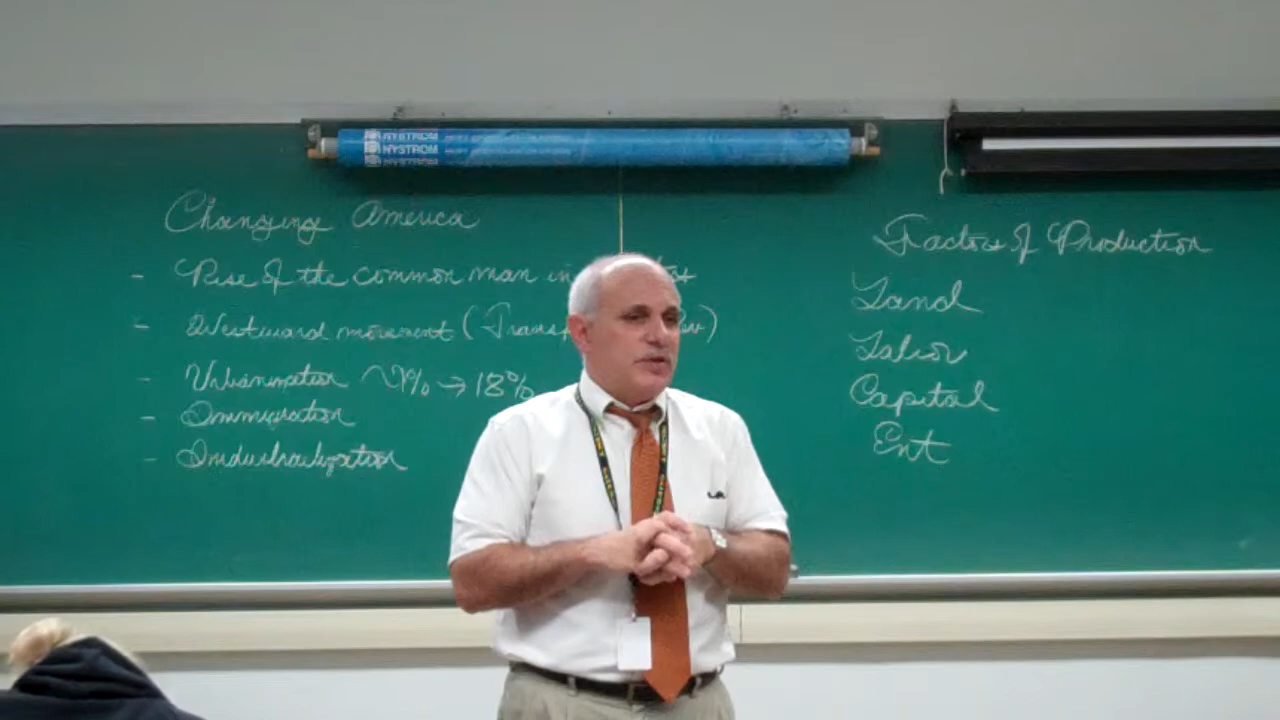 NYSTROM
NYSTROM
NYSTROM
Changing America
- Rise of the common man in
- Westward movement (
- Urbanization ~7% → 18%
- Immigration
- Industrialization
Factors of Production
Land
Labor
Capital
Ent